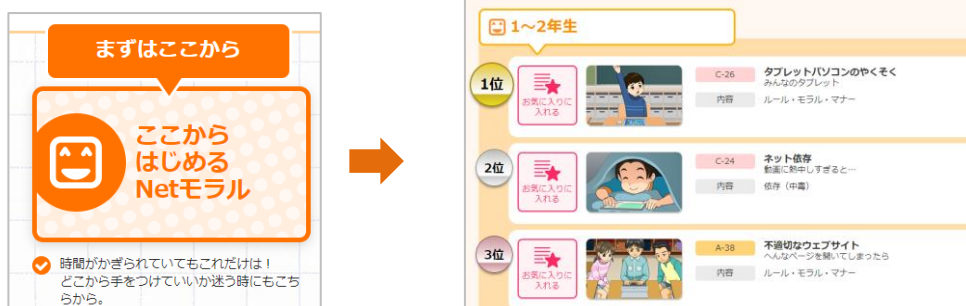 まずはここから
ここから
はじめる
Netモラル
時間がかぎられていてもこれだけは！
どこから手をつけていいか迷う時にもこち
らから。
1～2年生
1位
お気に入りに
入れる
C-26
タブレットパソコンのやくそく
みんなのタブレット
内容
ルール・モラル・マナー
2位
お気に入りに
入れる
C-24
ネット依存
動画に熱中しすぎると…
内容
依存（中毒）
3位
お気に入りに
入れる
A-38
不適切なウェブサイト
へんなページを開いてしまったら
内容
ルール・モラル・マナー